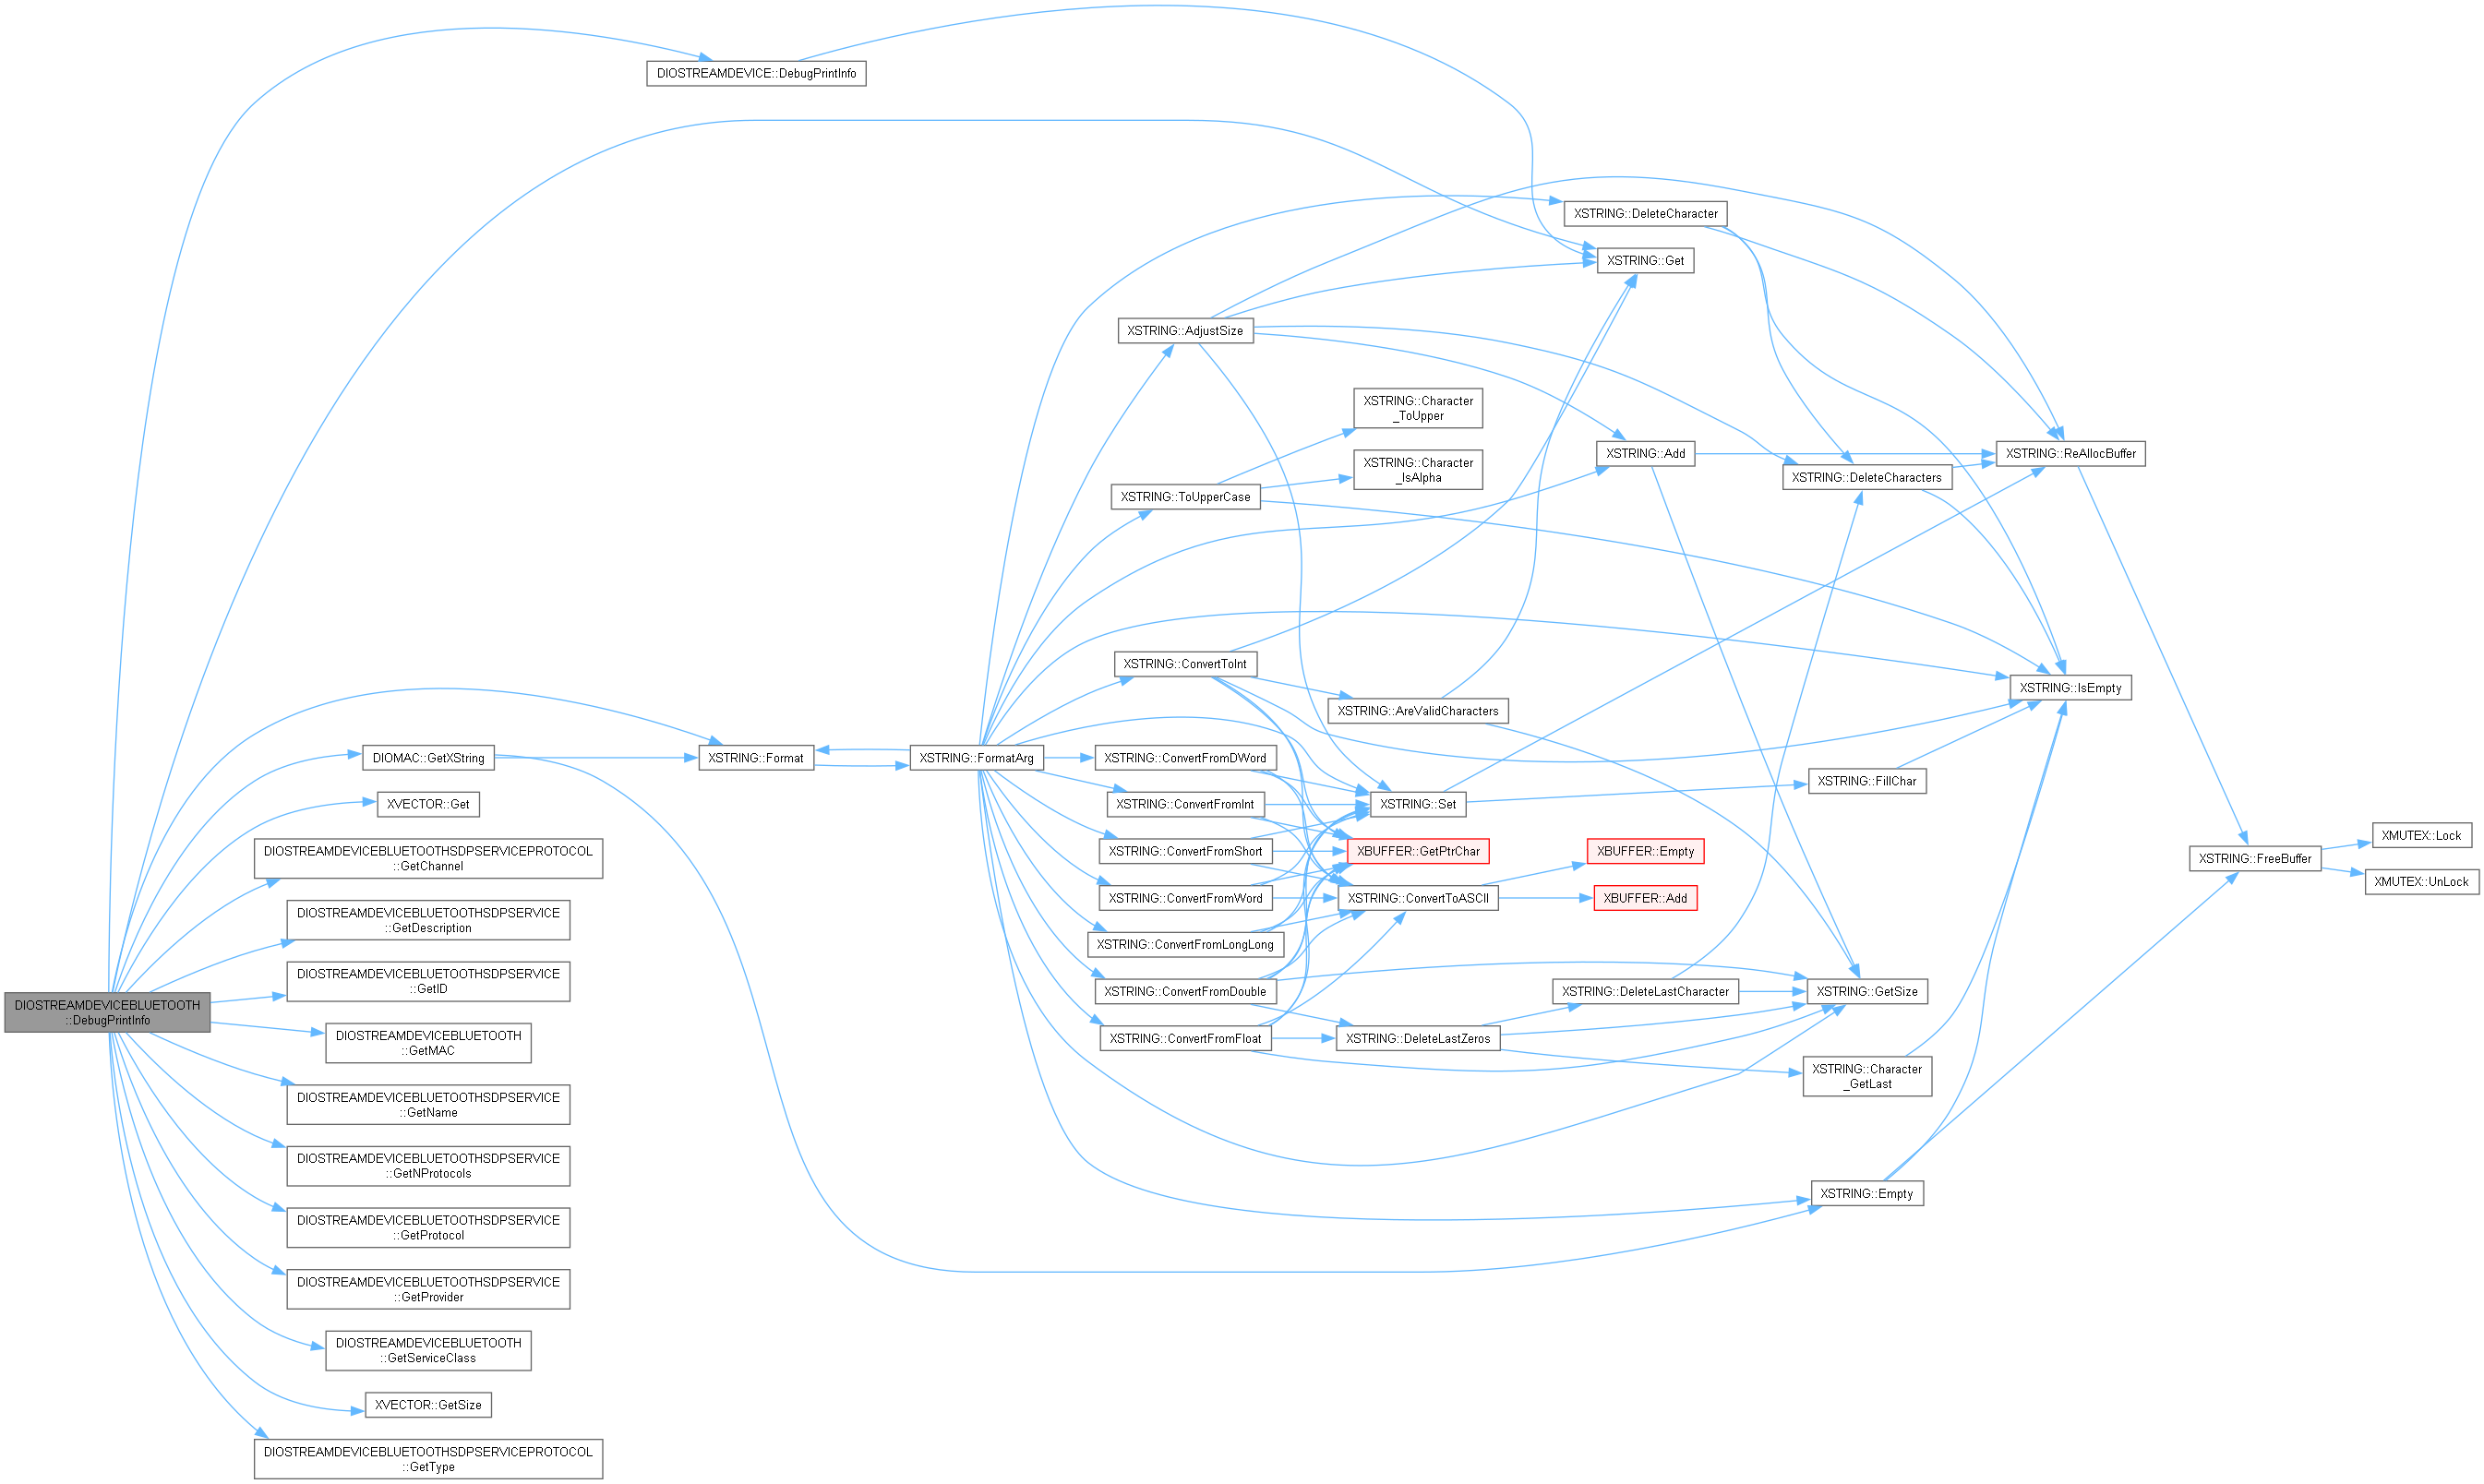 DIOSTREAMDEVICEBLUETOOTH
::DebugPrintInfo
DIOSTREAMDEVICE::DebugPrintInfo
DIOMAC::GetXString
XVECTOR::Get
DIOSTREAMDEVICEBLUETOOTHSDPSERVICEPROTOCOL
::GetChannel
DIOSTREAMDEVICEBLUETOOTHSDPSERVICE
::GetDescription
DIOSTREAMDEVICEBLUETOOTHSDPSERVICE
::GetID
DIOSTREAMDEVICEBLUETOOTH
::GetMAC
DIOSTREAMDEVICEBLUETOOTHSDPSERVICE
::GetName
DIOSTREAMDEVICEBLUETOOTHSDPSERVICE
::GetNProtocols
DIOSTREAMDEVICEBLUETOOTHSDPSERVICE
::GetProtocol
DIOSTREAMDEVICEBLUETOOTHSDPSERVICE
::GetProvider
DIOSTREAMDEVICEBLUETOOTH
::GetServiceClass
XVECTOR::GetSize
DIOSTREAMDEVICEBLUETOOTHSDPSERVICEPROTOCOL
::GetType
XSTRING::Format
XSTRING::FormatArg
XSTRING::AdjustSize
XSTRING::ToUpperCase
XSTRING::ConvertToInt
XSTRING::ConvertFromDWord
XSTRING::ConvertFromInt
XSTRING::ConvertFromShort
XSTRING::ConvertFromWord
XSTRING::ConvertFromLongLong
XSTRING::ConvertFromDouble
XSTRING::ConvertFromFloat
XSTRING::Character
_ToUpper
XSTRING::Character
_IsAlpha
XSTRING::AreValidCharacters
XSTRING::Set
XBUFFER::GetPtrChar
XSTRING::ConvertToASCII
XSTRING::DeleteLastZeros
XSTRING::DeleteCharacter
XSTRING::Get
XSTRING::Add
XBUFFER::Empty
XBUFFER::Add
XSTRING::DeleteLastCharacter
XSTRING::DeleteCharacters
XSTRING::FillChar
XSTRING::GetSize
XSTRING::Character
_GetLast
XSTRING::Empty
XSTRING::ReAllocBuffer
XSTRING::IsEmpty
XSTRING::FreeBuffer
XMUTEX::Lock
XMUTEX::UnLock